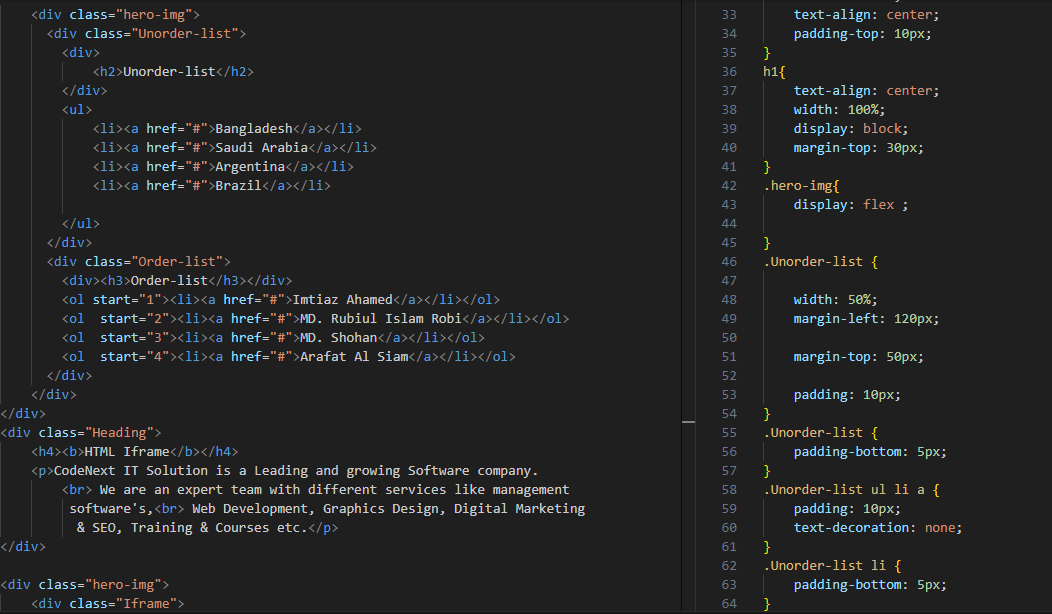 <div class="hero-img">
<div class="Unorder-list">
<div>
<h2>Unorder-list</h2>
</div>
<ul>
<li><a href="#">Bangladesh</a></li>
<li><a href="#">Saudi Arabia</a></li>
<li><a href="#">Argentina</a></li>
<li><a href="#">Brazil</a></li>
</ul>
</div>
<div class="Order-list">
<div><h3>Order-list</h3></div>
<ol start="1"><li><a href="#">Imtiaz Ahamed</a></li></ol>
<ol  start="2"><li><a href="#">MD. Rubiul Islam Robi</a></li></ol>
<ol  start="3"><li><a href="#">MD. Shohan</a></li></ol>
<ol  start="4"><li><a href="#">Arafat Al Siam</a></li></ol>
</div>
</div>
</div>
<div class="Heading">
<h4><b>HTML Iframe</b></h4>
<p>CodeNext IT Solution is a Leading and growing Software company.
<br> We are an expert team with different services like management
software's,<br> Web Development, Graphics Design, Digital Marketing
& SEO, Training & Courses etc.</p>
</div>
<div class="hero-img">
<div class="Iframe">
33 text-align: center;
34 padding-top: 10px;
35 }
36 h1{
37 text-align: center;
38 width: 100%;
39 display: block;
40 margin-top: 30px;
41 }
42 .hero-img{
43 display: flex ;
44
45 }
46 .Unorder-list {
47
48 width: 50%;
49 margin-left: 120px;
50
51 margin-top: 50px;
52
53 padding: 10px;
54 }
55 .Unorder-list {
56 padding-bottom: 5px;
57 }
58 .Unorder-list ul li a {
59 padding: 10px;
60 text-decoration: none;
61 }
62 .Unorder-list li {
63 padding-bottom: 5px;
64 }